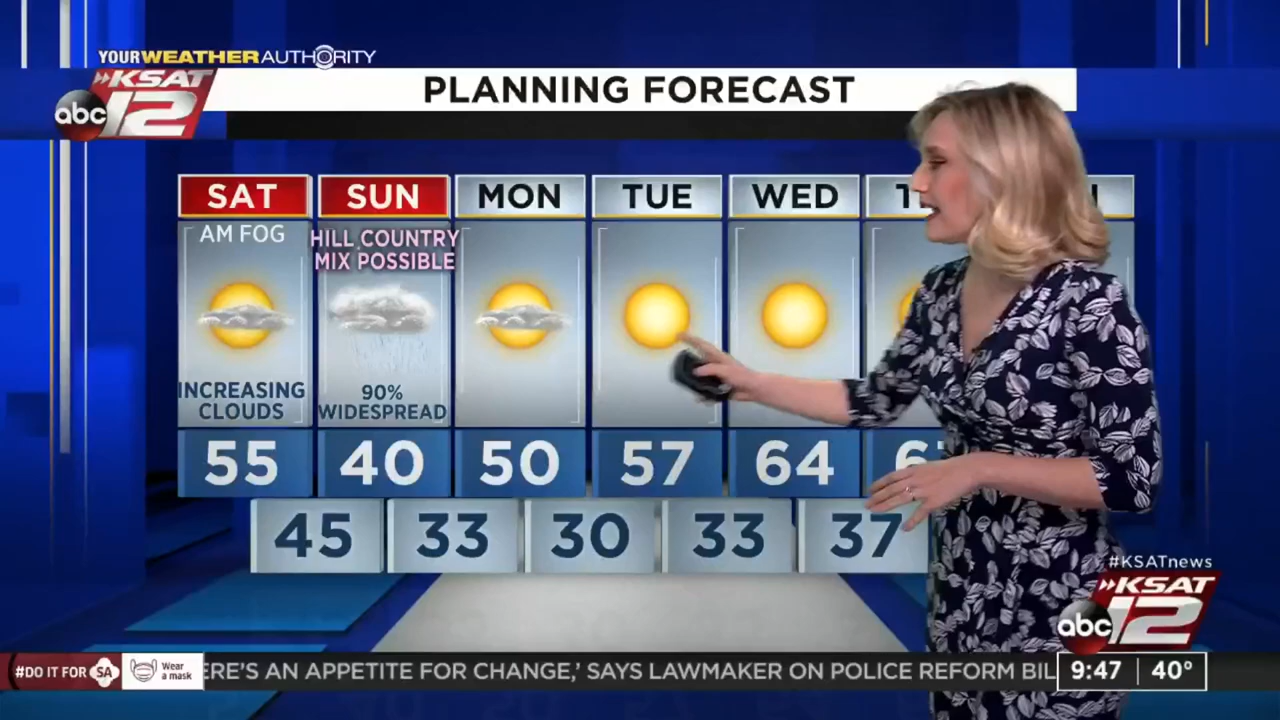 YOURWEATHERAUTHORITY
KSAT
abc 12
PLANNING FORECAST
SAT SUN MON TUE WED
AM FOG
HILL COUNTRY
MIX POSSIBLE
INCREASING
CLOUDS
90%
WIDESPREAD
55 40 50 57 64
45 33 30 33 37
#KSATnews
KSAT
abc 12
#DO IT FOR SA
Wear
a mask
ERE'S AN APPETITE FOR CHANGE,' SAYS LAWMAKER ON POLICE REFORM BIL
9:47 40°